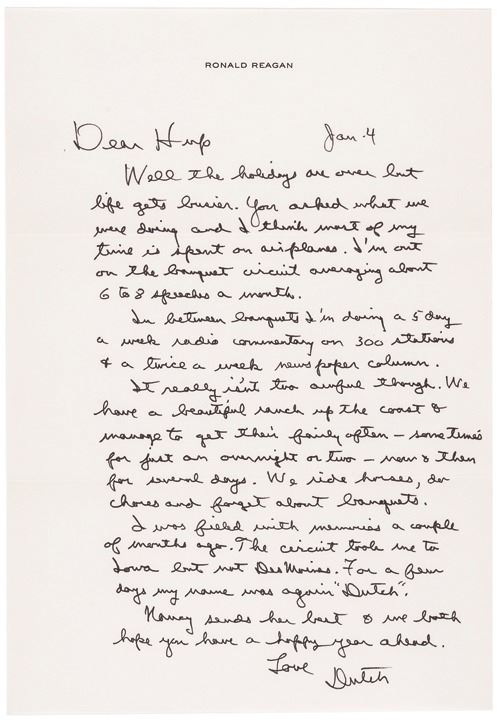 RONALD REAGAN
Dear Hup Jan. 4
Well the holidays are over but
life gets busier. You asked what we
were doing and I think most of my
time is spent on airplanes. I'm out
on the banquet circuit averaging about
6 to 8 speeches a month.
In between banquets I'm doing a 5 day
a week radio commentary on 300 stations
& a twice a week newspaper column.
It really isn't too awful though. We
have a beautiful ranch up the coast &
manage to get their fairly often – sometimes
for just an overnight or two – now & then
for several days. We ride horses, do
chores and forget about banquets.
I was filled with memories a couple
of months ago. The circuit took me to
Iowa but not Des Moines. For a few
days my name was again "Dutch".
Nancy sends her best & we both
hope you have a happy year ahead.
Love
Dutch